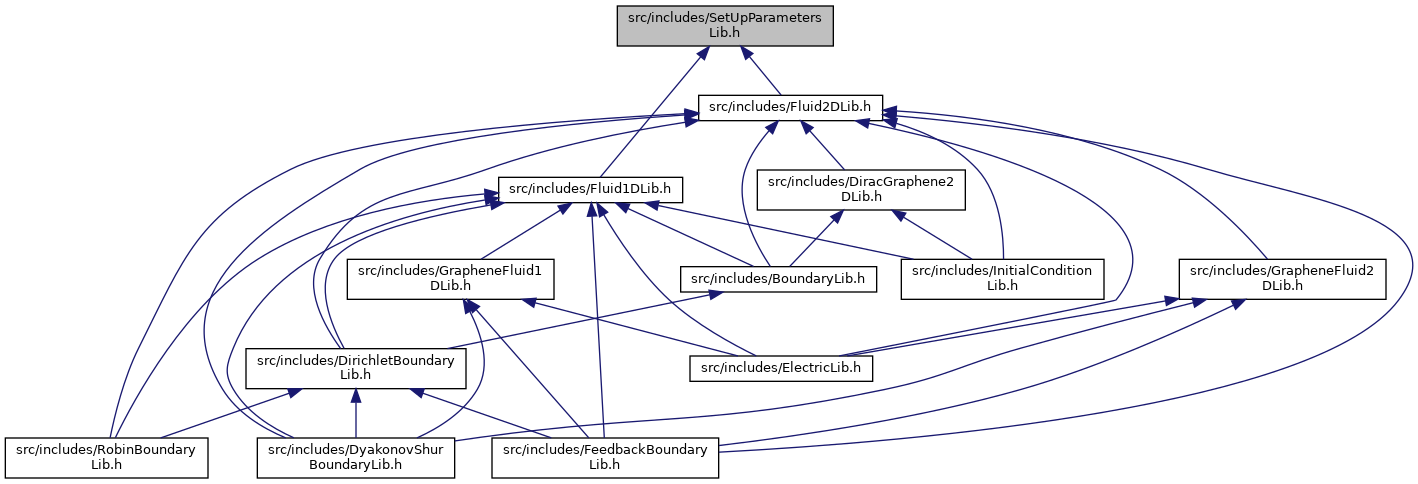 src/includes/SetUpParameters
Lib.h
src/includes/Fluid2DLib.h
src/includes/Fluid1DLib.h
src/includes/DiracGraphene2
DLib.h
src/includes/GrapheneFluid1
DLib.h
src/includes/BoundaryLib.h
src/includes/InitialCondition
Lib.h
src/includes/GrapheneFluid2
DLib.h
src/includes/DirichletBoundary
Lib.h
src/includes/ElectricLib.h
src/includes/RobinBoundary
Lib.h
src/includes/DyakonovShur
BoundaryLib.h
src/includes/FeedbackBoundary
Lib.h